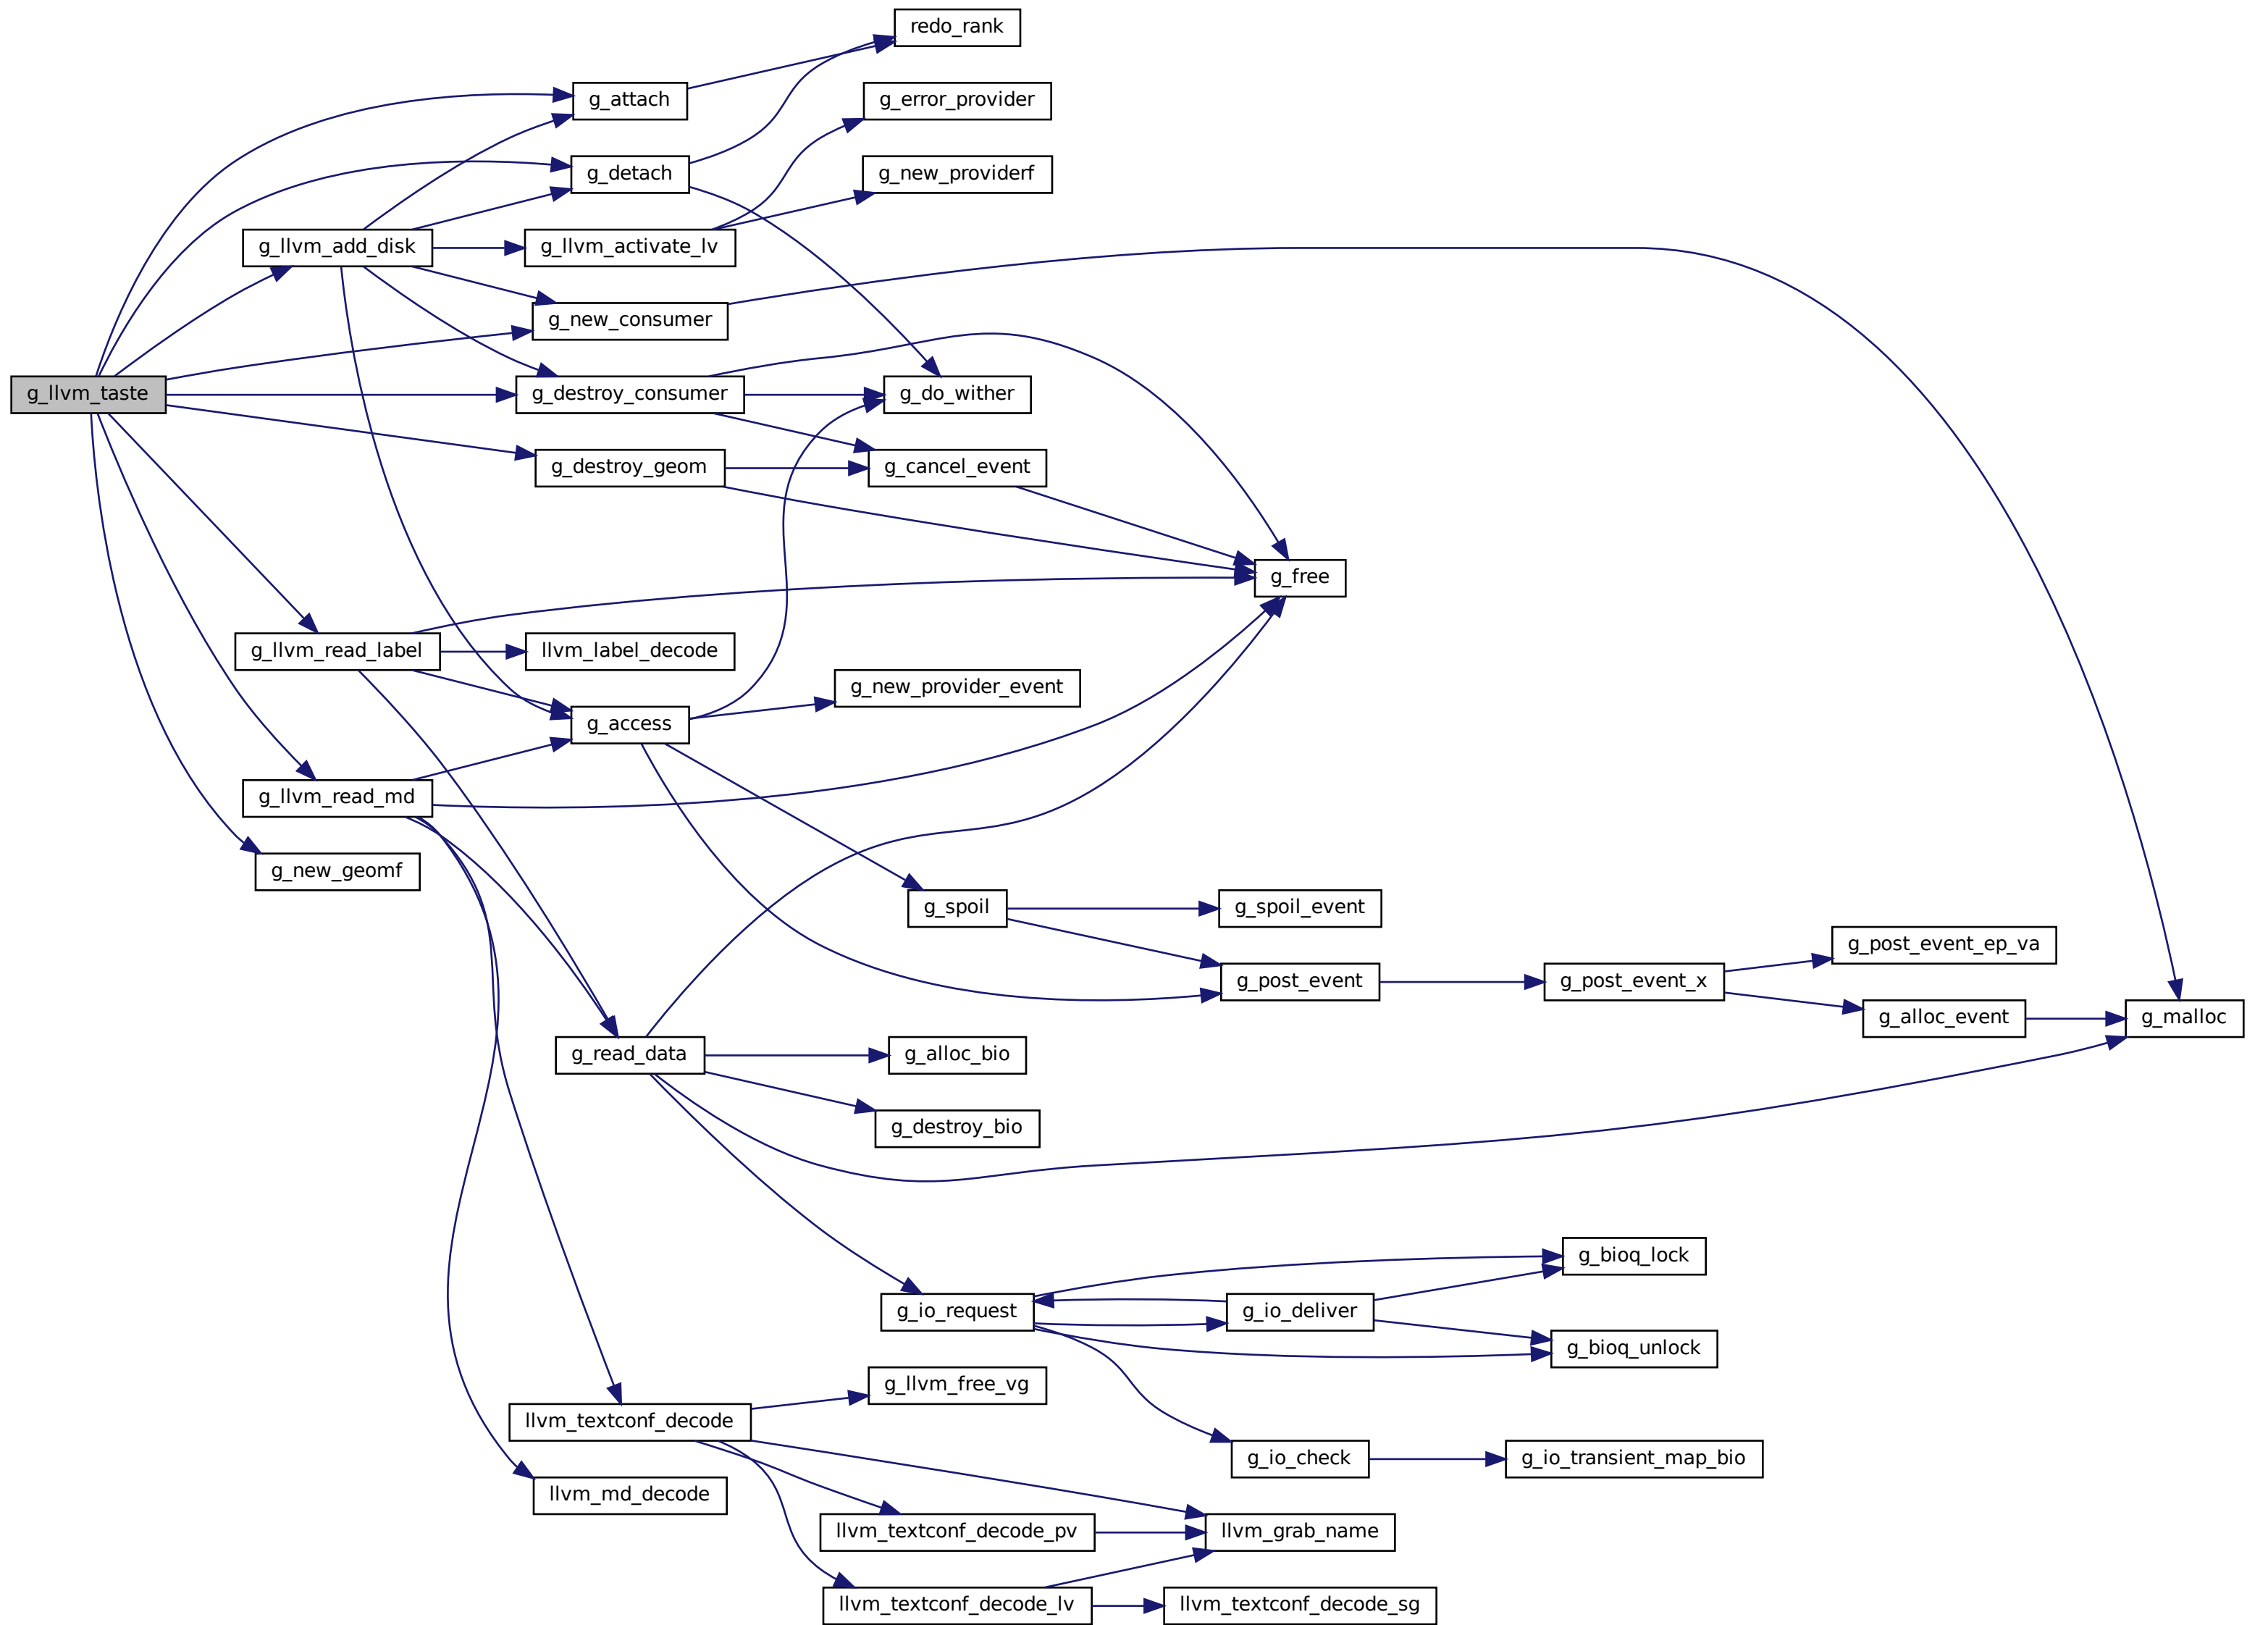 redo_rank
g_attach
g_error_provider
g_detach
g_new_providerf
g_llvm_add_disk
g_llvm_activate_lv
g_new_consumer
g_llvm_taste
g_destroy_consumer
g_do_wither
g_destroy_geom
g_cancel_event
g_free
g_llvm_read_label
llvm_label_decode
g_new_provider_event
g_access
g_llvm_read_md
g_new_geomf
g_spoil
g_spoil_event
g_post_event_ep_va
g_post_event
g_post_event_x
g_alloc_event
g_malloc
g_read_data
g_alloc_bio
g_destroy_bio
g_bioq_lock
g_io_request
g_io_deliver
g_bioq_unlock
g_llvm_free_vg
llvm_textconf_decode
g_io_check
g_io_transient_map_bio
llvm_md_decode
llvm_textconf_decode_pv
llvm_grab_name
llvm_textconf_decode_lv
llvm_textconf_decode_sg